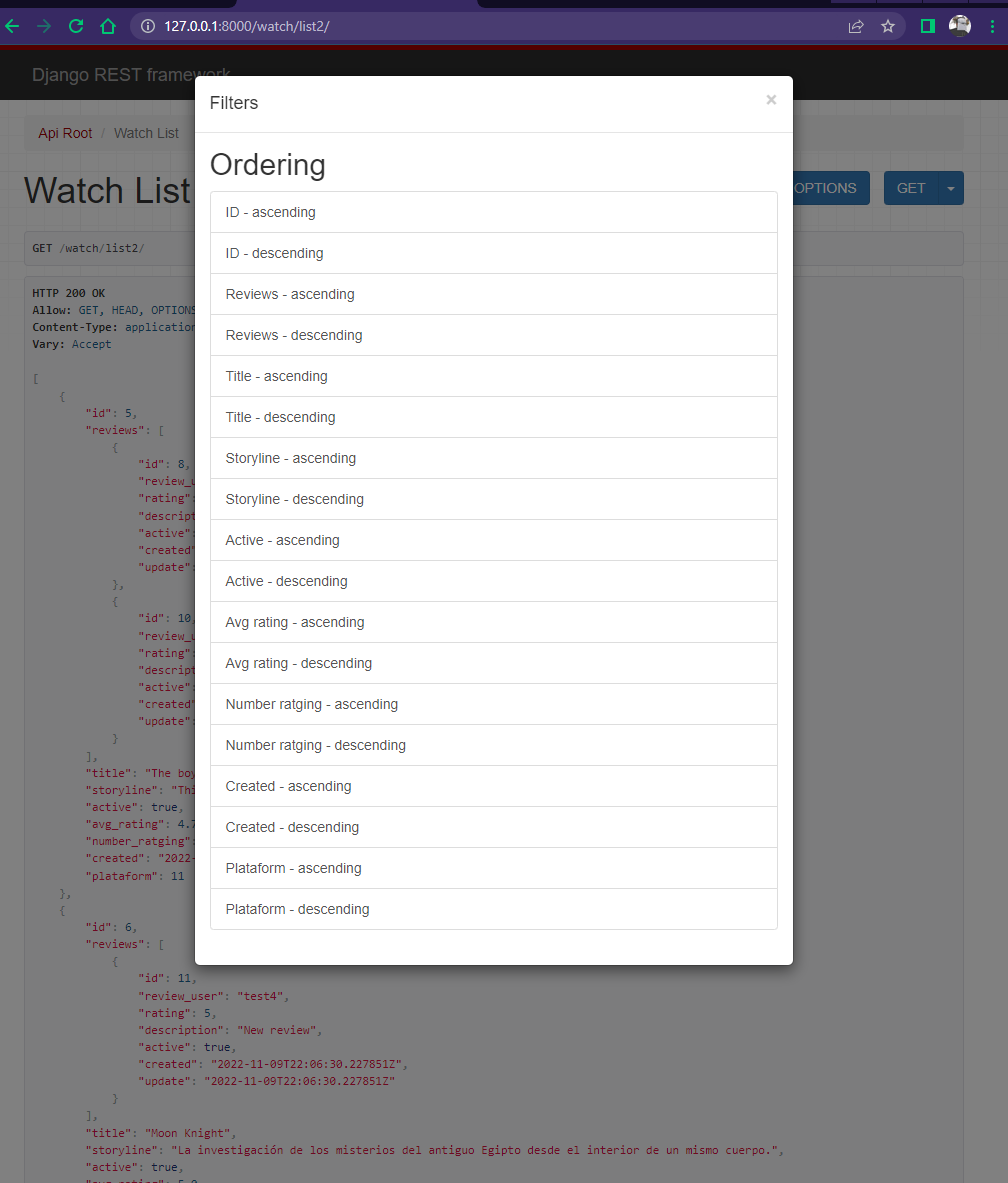 127.0.0.1:8000/watch/list2/
Django REST framework
Filters ×
Api Root / Watch List
Ordering
Watch List OPTIONS GET
ID - ascending
GET /watch/list2/
ID - descending
Reviews - ascending
Reviews - descending
Title - ascending
Title - descending
Storyline - ascending
Storyline - descending
Active - ascending
Active - descending
Avg rating - ascending
Avg rating - descending
Number ratging - ascending
Number ratging - descending
Created - ascending
Created - descending
Plataform - ascending
Plataform - descending
HTTP 200 OK
Allow: GET, HEAD, OPTIONS
Content-Type:
Vary: Accept
[
{
"id": 5,
"reviews": [
{
"id": 8,
"rating":
"active":
"created"
"update":
},
{
"id": 10,
"rating":
"active":
"created"
"update":
}
],
"title": "The boy
"storyline":
"active": true,
"avg_rating": 4.7
"number_ratging":
"created": "2022-
"plataform": 11
},
{
"id": 6,
"reviews": [
{
"id": 11,
"review_user": "test4",
"rating": 5,
"description": "New review",
"active": true,
"created": "2022-11-09T22:06:30.227851Z",
"update": "2022-11-09T22:06:30.227851Z"
}
],
"title": "Moon Knight",
"storyline": "La investigación de los misterios del antiguo Egipto desde el interior de un mismo cuerpo.",
"active": true,